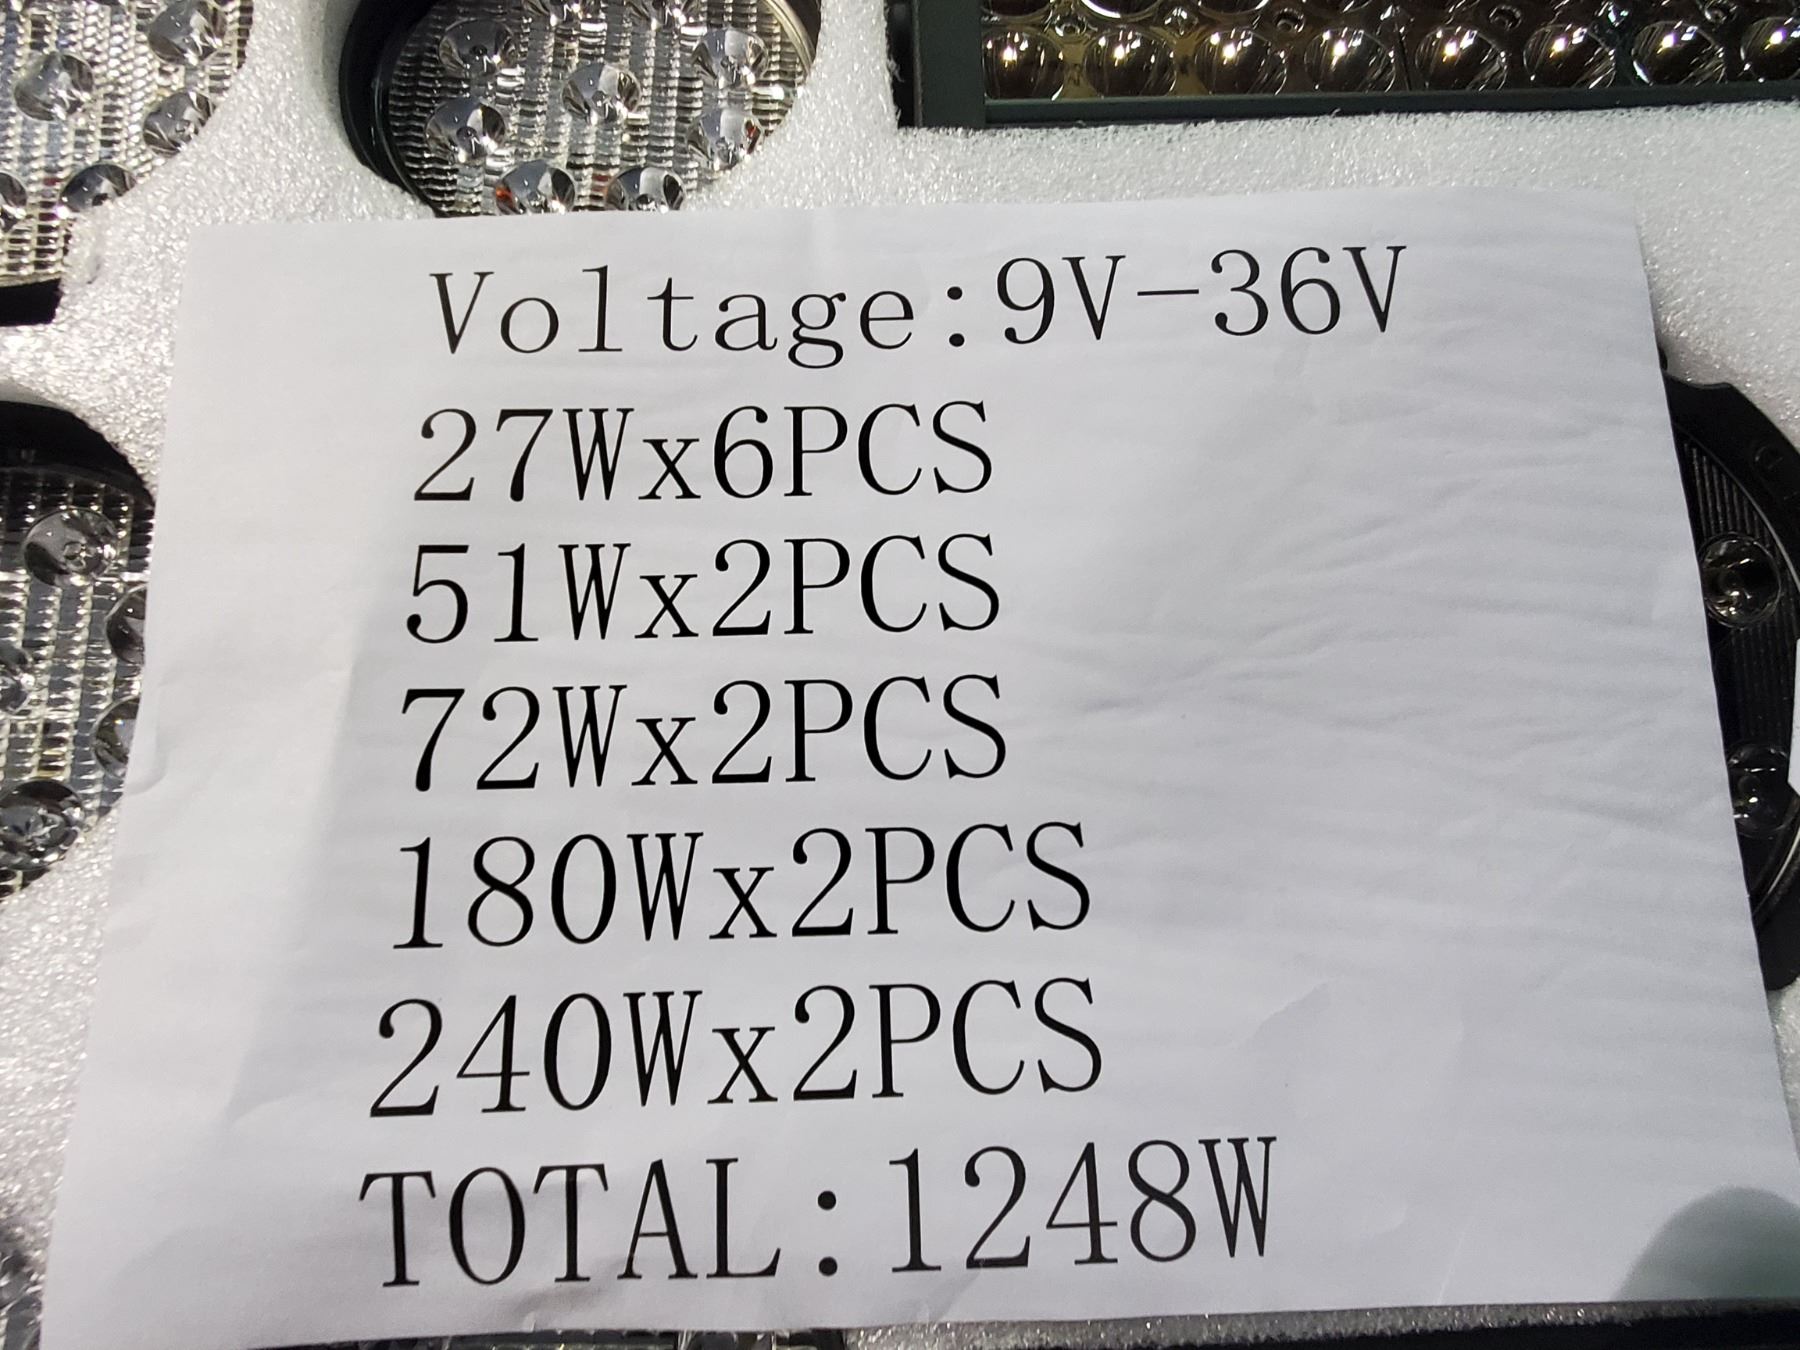 Voltage:9V-36V
27Wx6PCS
51Wx2PCS
72Wx2PCS
180Wx2PCS
240Wx2PCS
TOTAL:1248W